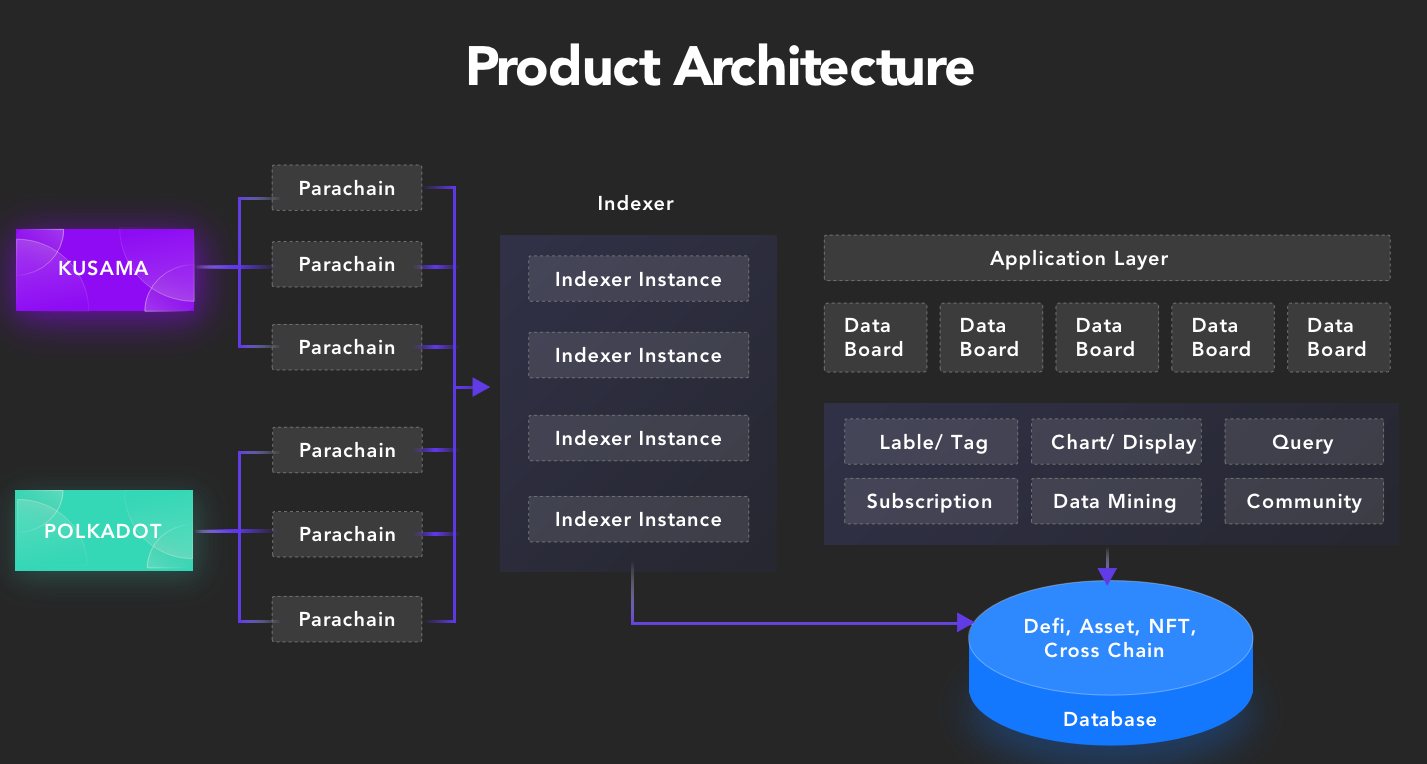 Product Architecture
KUSAMA
POLKADOT
Parachain
Parachain
Parachain
Parachain
Parachain
Parachain
Indexer
Indexer Instance
Indexer Instance
Indexer Instance
Indexer Instance
Application Layer
Data
Board
Data
Board
Data
Board
Data
Board
Data
Board
Lable/ Tag
Chart/ Display
Query
Subscription
Data Mining
Community
Defi, Asset, NFT,
Cross Chain
Database